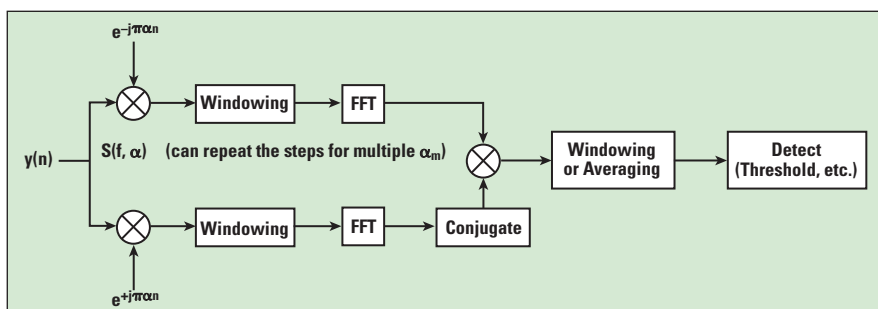 e–jπαn
Windowing
FFT
y(n)
S(f, α) (can repeat the steps for multiple αm)
Windowing
or Averaging
Detect
(Threshold, etc.)
Windowing
FFT
Conjugate
e+jπαn